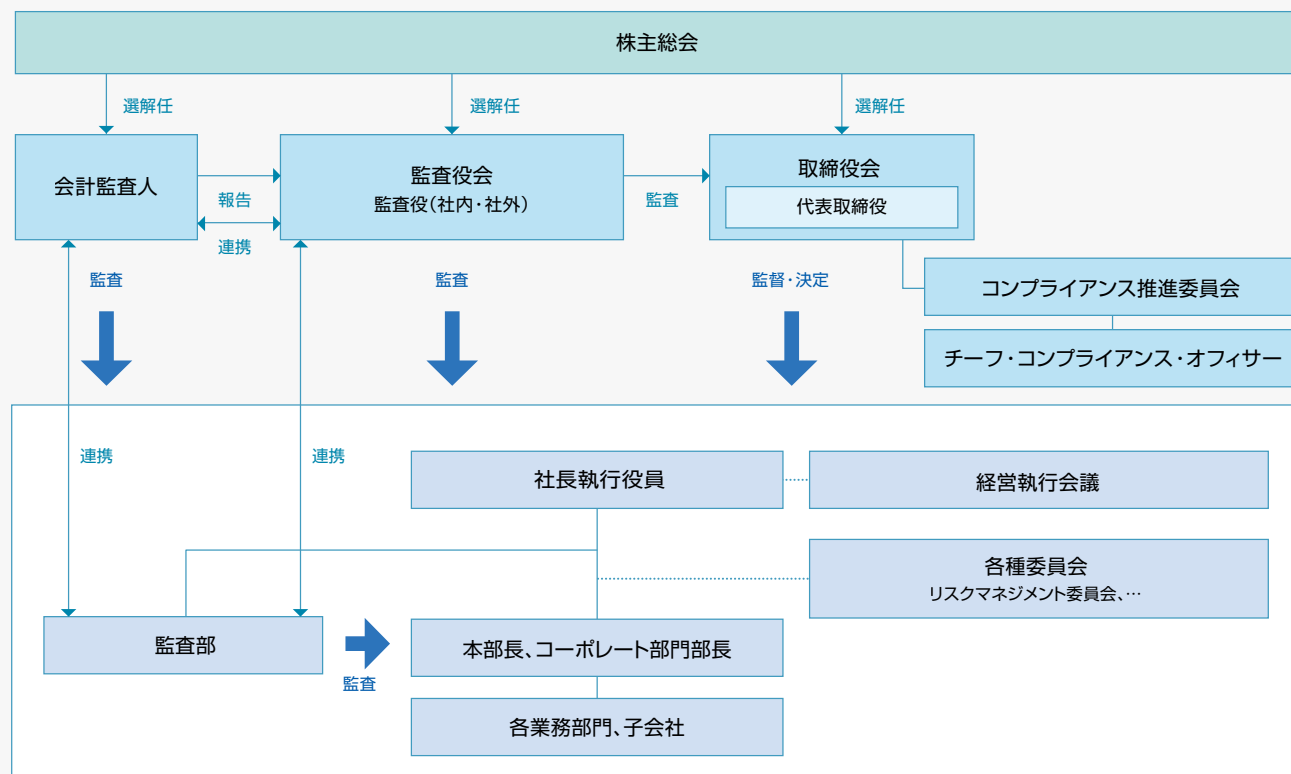 株主総会
選解任
選解任
選解任
会計監査人
報告
連携
監査役会
監査役(社内・社外)
監査
取締役会
代表取締役
監査
監査
監督・決定
コンプライアンス推進委員会
チーフ・コンプライアンス・オフィサー
連携
連携
社長執行役員
経営執行会議
各種委員会
リスクマネジメント委員会、…
監査部
監査
本部長、コーポレート部門部長
各業務部門、子会社